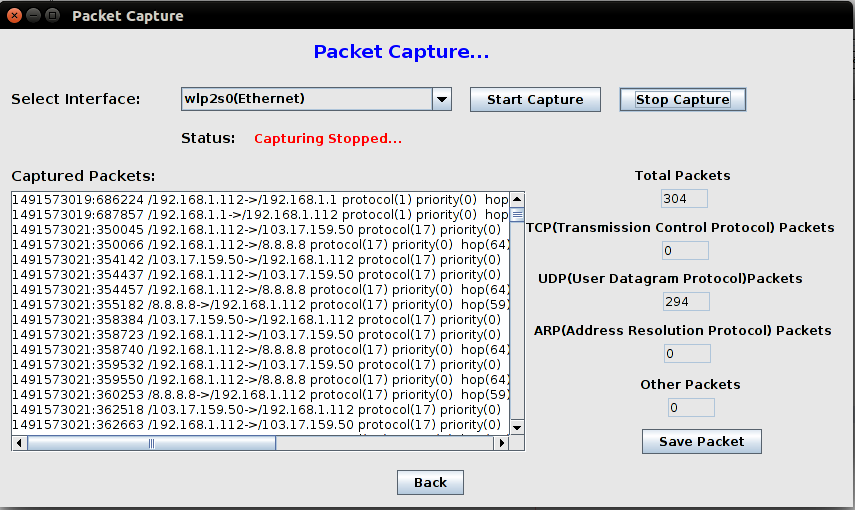 Packet Capture
Packet Capture...
Select Interface: wlp2s0(Ethernet) Start Capture Stop Capture
Status: Capturing Stopped...
Captured Packets:
1491573019:686224 /192.168.1.112->/192.168.1.1 protocol(1) priority(0) hop
1491573019:687857 /192.168.1.1->/192.168.1.112 protocol(1) priority(0) hop
1491573021:350045 /192.168.1.112->/103.17.159.50 protocol(17) priority(0)
1491573021:350066 /192.168.1.112->/8.8.8.8 protocol(17) priority(0) hop(64)
1491573021:354142 /103.17.159.50->/192.168.1.112 protocol(17) priority(0)
1491573021:354437 /192.168.1.112->/103.17.159.50 protocol(17) priority(0)
1491573021:354457 /192.168.1.112->/8.8.8.8 protocol(17) priority(0) hop(64)
1491573021:355182 /8.8.8.8->/192.168.1.112 protocol(17) priority(0) hop(59)
1491573021:358384 /103.17.159.50->/192.168.1.112 protocol(17) priority(0)
1491573021:358723 /192.168.1.112->/103.17.159.50 protocol(17) priority(0)
1491573021:358740 /192.168.1.112->/8.8.8.8 protocol(17) priority(0) hop(64)
1491573021:359532 /192.168.1.112->/103.17.159.50 protocol(17) priority(0)
1491573021:359550 /192.168.1.112->/8.8.8.8 protocol(17) priority(0) hop(64)
1491573021:360253 /8.8.8.8->/192.168.1.112 protocol(17) priority(0) hop(59)
1491573021:362518 /103.17.159.50->/192.168.1.112 protocol(17) priority(0)
1491573021:362663 /192.168.1.112->/103.17.159.50 protocol(17) priority(0)
Total Packets
304
TCP(Transmission Control Protocol) Packets
0
UDP(User Datagram Protocol)Packets
294
ARP(Address Resolution Protocol) Packets
0
Other Packets
0
Save Packet
Back